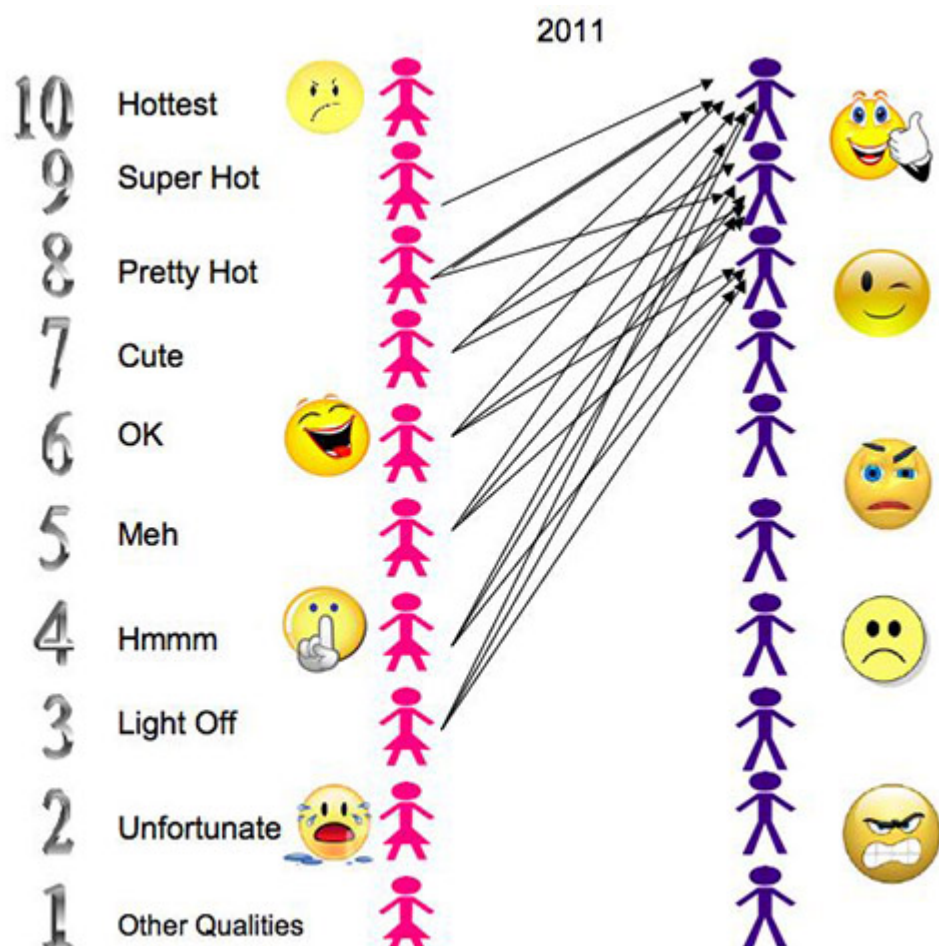 2011
10 Hottest
9 Super Hot
8 Pretty Hot
7 Cute
6 OK
5 Meh
4 Hmmm
3 Light Off
2 Unfortunate
1 Other Qualities